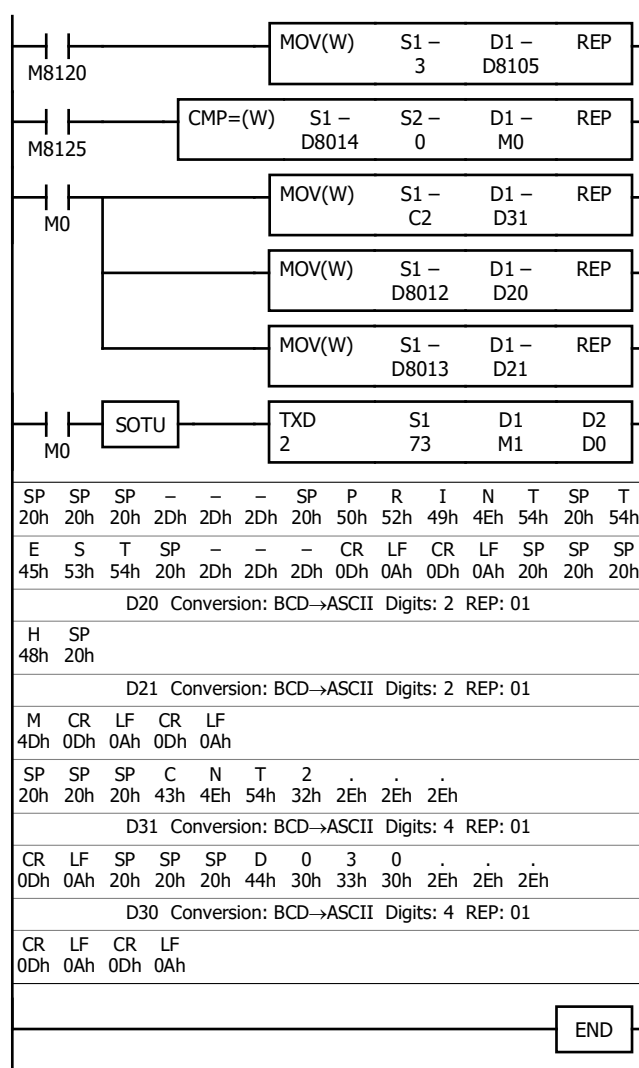 MOV(W) S1 – D1 – REP
M8120 3 D8105
CMP=(W) S1 – S2 – D1 – REP
M8125 D8014 0 M0
MOV(W) S1 – D1 – REP
M0 C2 D31
MOV(W) S1 – D1 – REP
D8012 D20
MOV(W) S1 – D1 – REP
D8013 D21
SOTU TXD S1 D1 D2
M0 2 73 M1 D0
SP SP SP – – – SP P R I N T SP T
20h 20h 20h 2Dh 2Dh 2Dh 20h 50h 52h 49h 4Eh 54h 20h 54h
E S T SP – – – CR LF CR LF SP SP SP
45h 53h 54h 20h 2Dh 2Dh 2Dh 0Dh 0Ah 0Dh 0Ah 20h 20h 20h
D20 Conversion: BCD→ASCII Digits: 2 REP: 01
H SP
48h 20h
D21 Conversion: BCD→ASCII Digits: 2 REP: 01
M CR LF CR LF
4Dh 0Dh 0Ah 0Dh 0Ah
SP SP SP C N T 2 . . .
20h 20h 20h 43h 4Eh 54h 32h 2Eh 2Eh 2Eh
D31 Conversion: BCD→ASCII Digits: 4 REP: 01
CR LF SP SP SP D 0 3 0 . . .
0Dh 0Ah 20h 20h 20h 44h 30h 33h 30h 2Eh 2Eh 2Eh
D30 Conversion: BCD→ASCII Digits: 4 REP: 01
CR LF CR LF
0Dh 0Ah 0Dh 0Ah
END